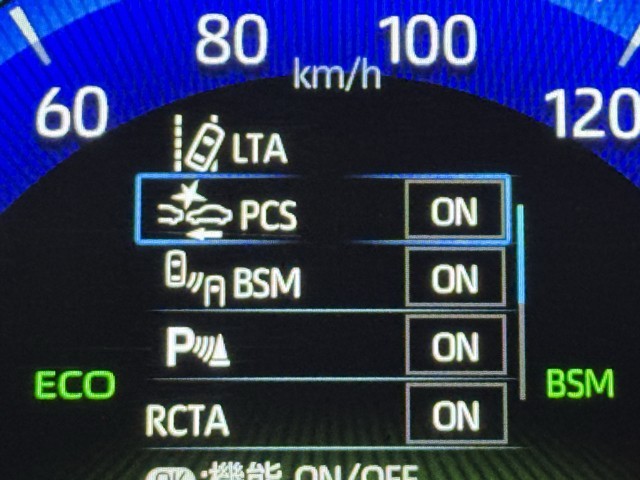 80 100
km/h
60 120
LTA
PCS ON
BSM ON
P ON
ECO BSM
RCTA ON
OK :機能 ON/OFF